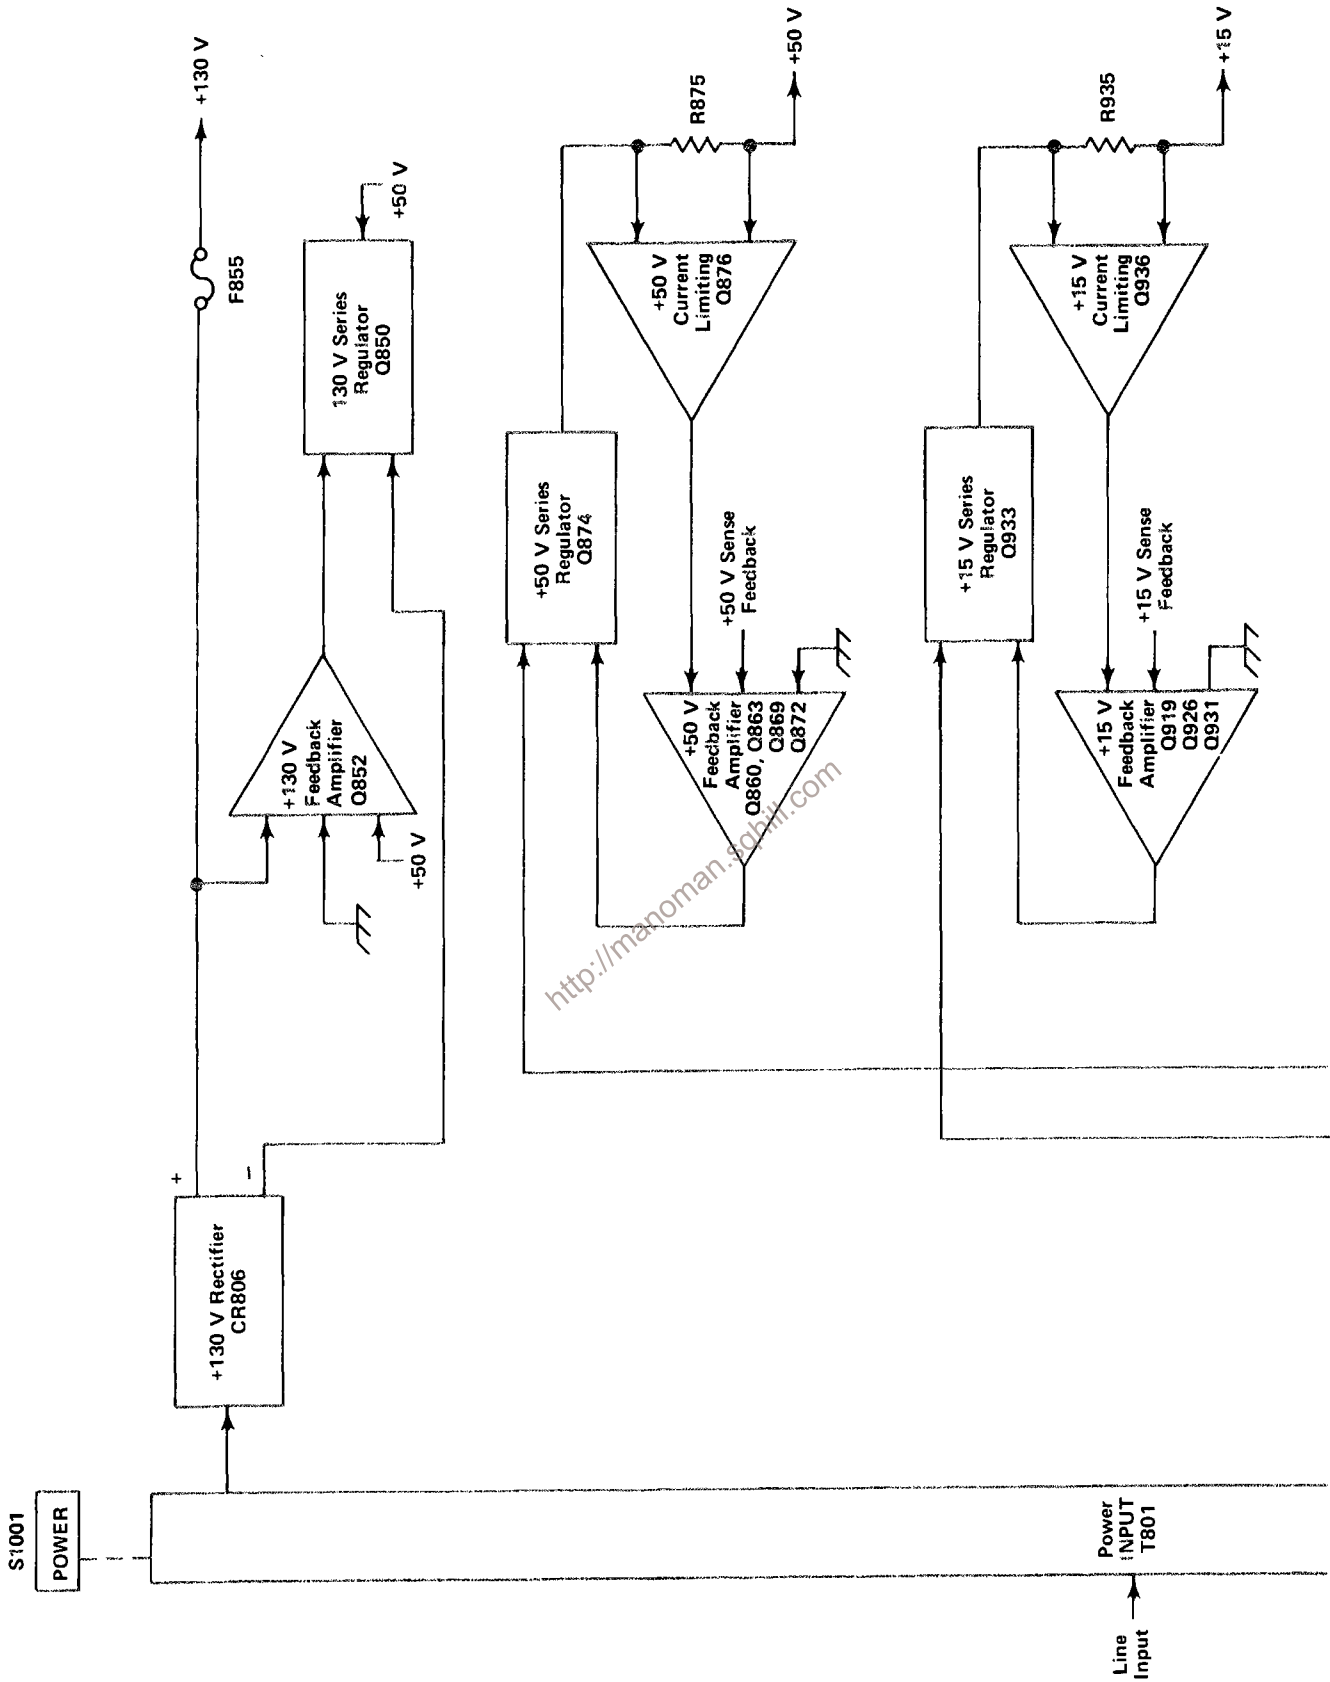 S1001
POWER
Line
Input
Power
INPUT
T801
+130 V Rectifier
CR806
+
−
+130 V
Feedback
Amplifier
Q852
+50 V
130 V Series
Regulator
Q850
+50 V
F855
+130 V
+50 V Series
Regulator
Q874
+50 V
Feedback
Amplifier
Q860, Q863
Q869
Q872
+50 V Sense
Feedback
+50 V
Current
Limiting
Q876
R875
+50 V
+15 V Series
Regulator
Q933
+15 V
Feedback
Amplifier
Q919
Q926
Q931
+15 V Sense
Feedback
+15 V
Current
Limiting
Q936
R935
+15 V
http://manoman.sqhill.com